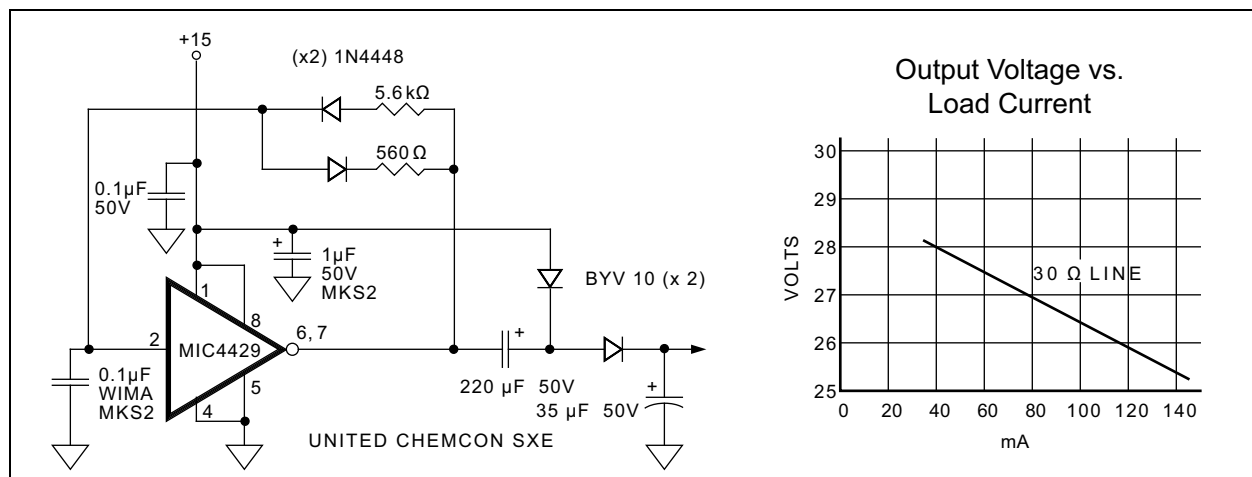 +15
(x2) 1N4448
5.6kΩ
560Ω
0.1µF
50V
+
1µF
50V
MKS2
BYV 10 (x 2)
1
8
2
MIC4429
6, 7
0.1µF
WIMA
MKS2
5
4
+
220 µF 50V
35 µF 50V
+
UNITED CHEMCON SXE
Output Voltage vs.
Load Current
VOLTS
30
29
28
27
26
25
30 Ω LINE
0 20 40 60 80 100 120 140
mA